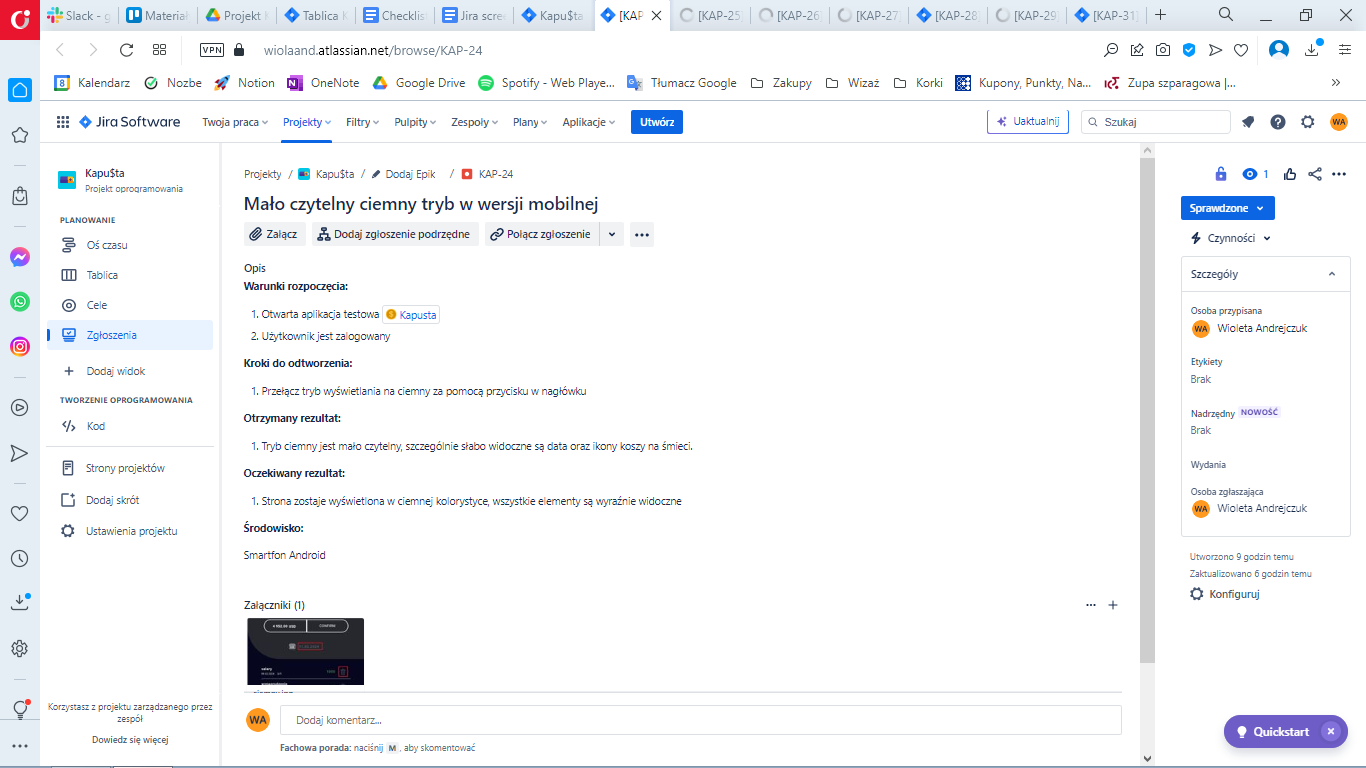 Slack - g
Materiał
Projekt K
Tablica K
Checklis
Jira scre
Kapu$ta
[KAP
[KAP-25
[KAP-26
[KAP-27
[KAP-28
[KAP-29
[KAP-31]
VPN
wiolaand.atlassian.net/browse/KAP-24
Kalendarz
Nozbe
Notion
OneNote
Google Drive
Spotify - Web Playe...
Tłumacz Google
Zakupy
Wizaż
Korki
Kupony, Punkty, Na...
Zupa szparagowa |...
Jira Software
Twoja praca
Projekty
Filtry
Pulpity
Zespoły
Plany
Aplikacje
Utwórz
Uaktualnij
Szukaj
WA
Kapu$ta
Projekt oprogramowania
PLANOWANIE
Oś czasu
Tablica
Cele
Zgłoszenia
Dodaj widok
TWORZENIE OPROGRAMOWANIA
Kod
Strony projektów
Dodaj skrót
Ustawienia projektu
Korzystasz z projektu zarządzanego przez
zespół
Dowiedz się więcej
Projekty / Kapu$ta / Dodaj Epik / KAP-24
Mało czytelny ciemny tryb w wersji mobilnej
Załącz
Dodaj zgłoszenie podrzędne
Połącz zgłoszenie
Opis
Warunki rozpoczęcia:
1. Otwarta aplikacja testowa Kapusta
2. Użytkownik jest zalogowany
Kroki do odtworzenia:
1. Przełącz tryb wyświetlania na ciemny za pomocą przycisku w nagłówku
Otrzymany rezultat:
1. Tryb ciemny jest mało czytelny, szczególnie słabo widoczne są data oraz ikony koszy na śmieci.
Oczekiwany rezultat:
1. Strona zostaje wyświetlona w ciemnej kolorystyce, wszystkie elementy są wyraźnie widoczne
Środowisko:
Smartfon Android
Załączniki (1)
CONFIRM
salary
WA
Dodaj komentarz...
Fachowa porada: naciśnij M , aby skomentować
1
Sprawdzone
Czynności
Szczegóły
Osoba przypisana
WA Wioleta Andrejczuk
Etykiety
Brak
Nadrzędny NOWOŚĆ
Brak
Wydania
Osoba zgłaszająca
WA Wioleta Andrejczuk
Utworzono 9 godzin temu
Zaktualizowano 6 godzin temu
Konfiguruj
Quickstart